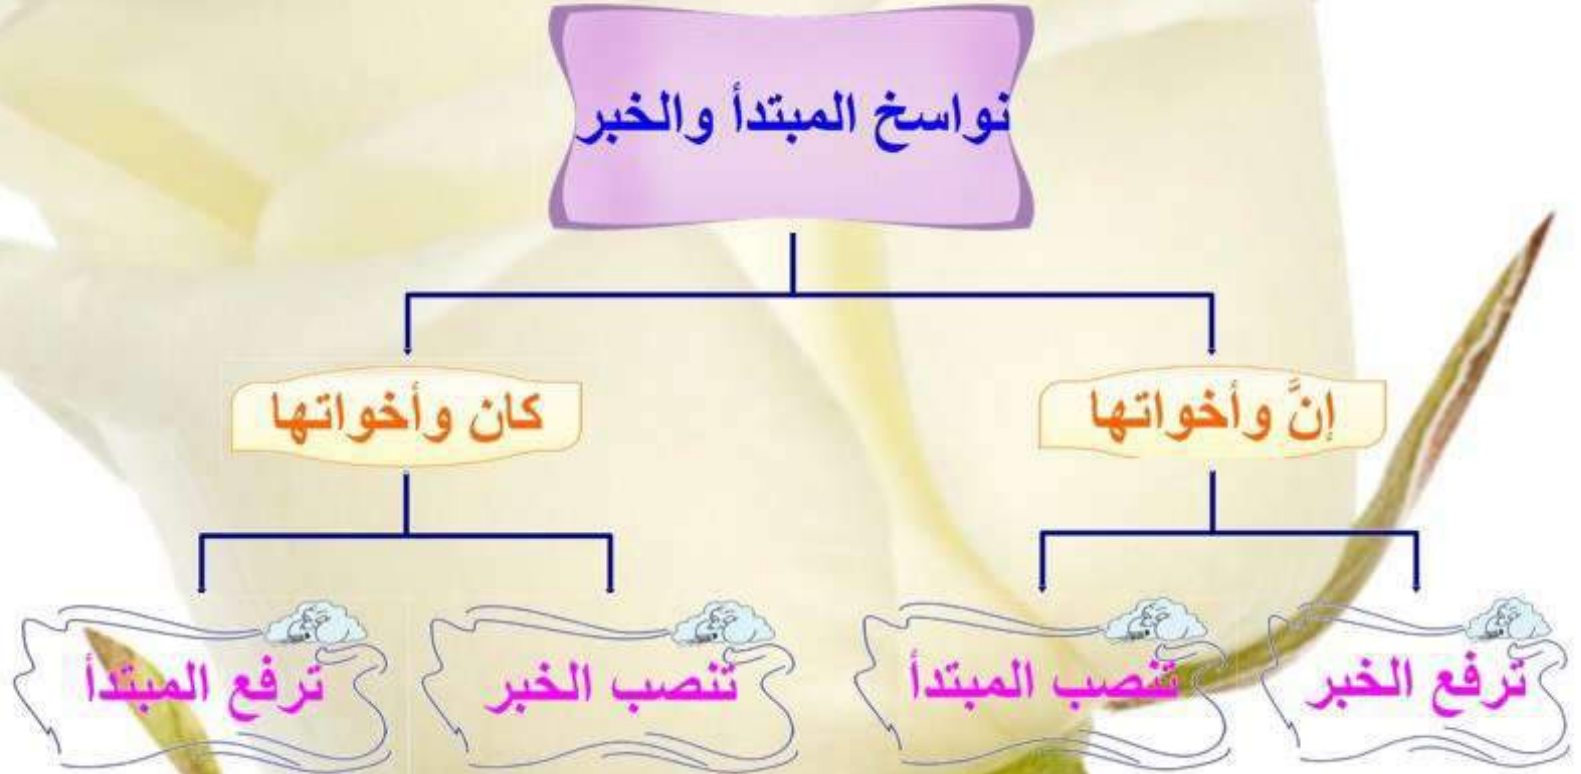 نواسخ المبتدأ والخبر
إنَّ وأخواتها
كان وأخواتها
ترفع الخبر
تنصب المبتدأ
تنصب الخبر
ترفع المبتدأ